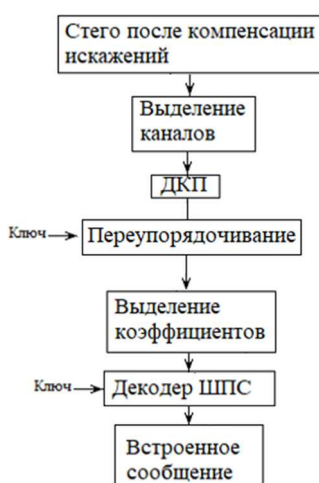 Стего после компенсации
искажений
Выделение
каналов
ДКП
Ключ
Переупорядочивание
Выделение
коэффициентов
Ключ
Декодер ШПС
Встроенное
сообщение